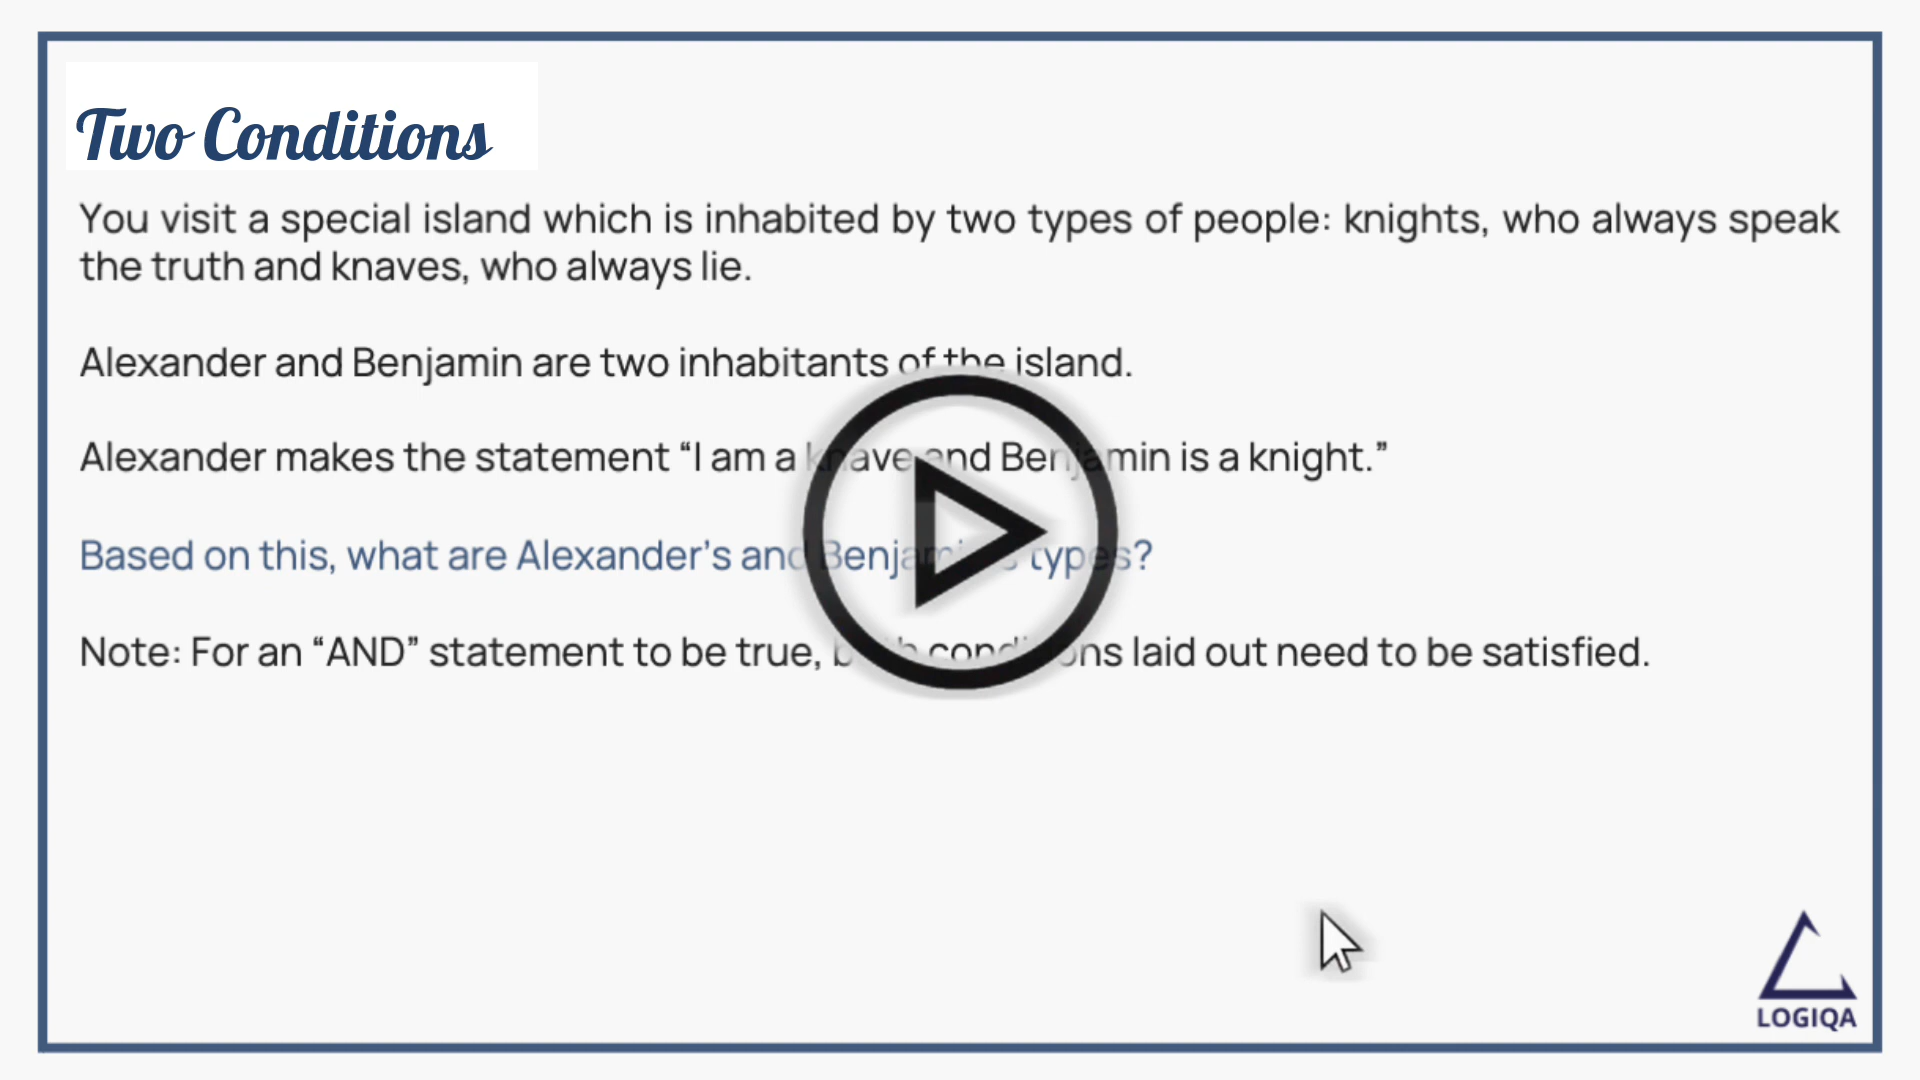 Two Conditions
You visit a special island which is inhabited by two types of people: knights, who always speak
the truth and knaves, who always lie.
Alexander and Benjamin are two inhabitants of the island.
Alexander makes the statement “I am a knave and Benjamin is a knight.”
Based on this, what are Alexander’s and Benjamin’s types?
Note: For an “AND” statement to be true, both conditions laid out need to be satisfied.
LOGIQA